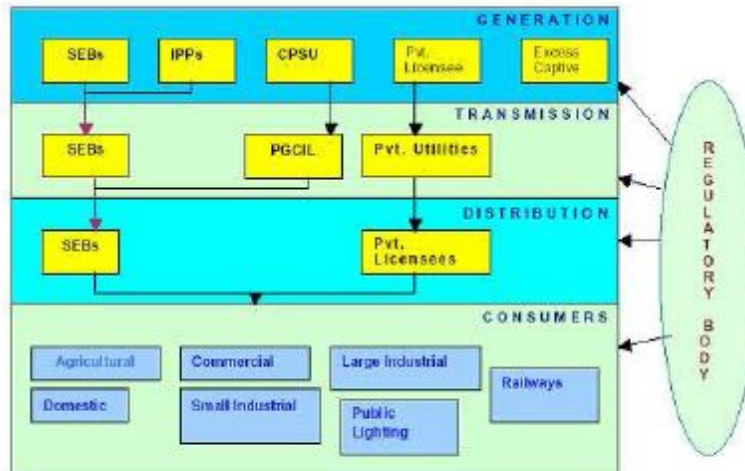 GENERATION
SEBs
IPPs
CPSU
Pvt.
Licensee
Excess
Captive
TRANSMISSION
SEBs
PGCIL
Pvt. Utilities
DISTRIBUTION
SEBs
Pvt.
Licensees
CONSUMERS
Agricultural
Commercial
Large Industrial
Railways
Domestic
Small Industrial
Public
Lighting
REGULATORY BODY